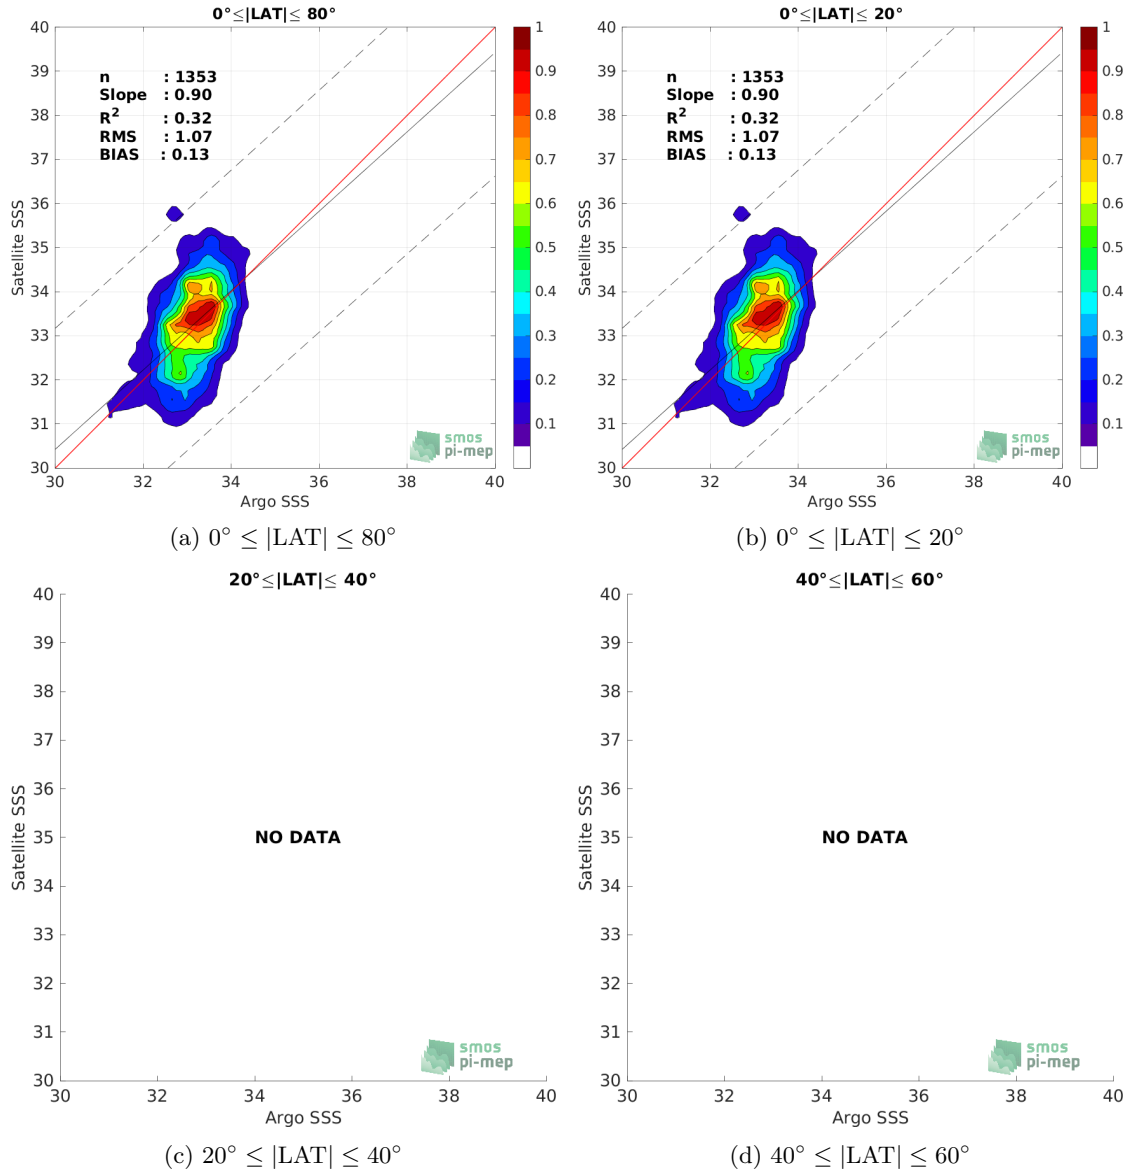 0°≤|LAT|≤ 80°
n : 1353
Slope : 0.90
R² : 0.32
RMS : 1.07
BIAS : 0.13
40
39
38
37
36
35
34
33
32
31
30
30 32 34 36 38 40
Satellite SSS
Argo SSS
1
0.9
0.8
0.7
0.6
0.5
0.4
0.3
0.2
0.1
smos
pi-mep
(a) 0° ≤ |LAT| ≤ 80°
0°≤|LAT|≤ 20°
n : 1353
Slope : 0.90
R² : 0.32
RMS : 1.07
BIAS : 0.13
40
39
38
37
36
35
34
33
32
31
30
30 32 34 36 38 40
Satellite SSS
Argo SSS
1
0.9
0.8
0.7
0.6
0.5
0.4
0.3
0.2
0.1
smos
pi-mep
(b) 0° ≤ |LAT| ≤ 20°
20°≤|LAT|≤ 40°
40
39
38
37
36
35
34
33
32
31
30
30 32 34 36 38 40
Satellite SSS
NO DATA
Argo SSS
smos
pi-mep
(c) 20° ≤ |LAT| ≤ 40°
40°≤|LAT|≤ 60°
40
39
38
37
36
35
34
33
32
31
30
30 32 34 36 38 40
Satellite SSS
NO DATA
Argo SSS
smos
pi-mep
(d) 40° ≤ |LAT| ≤ 60°